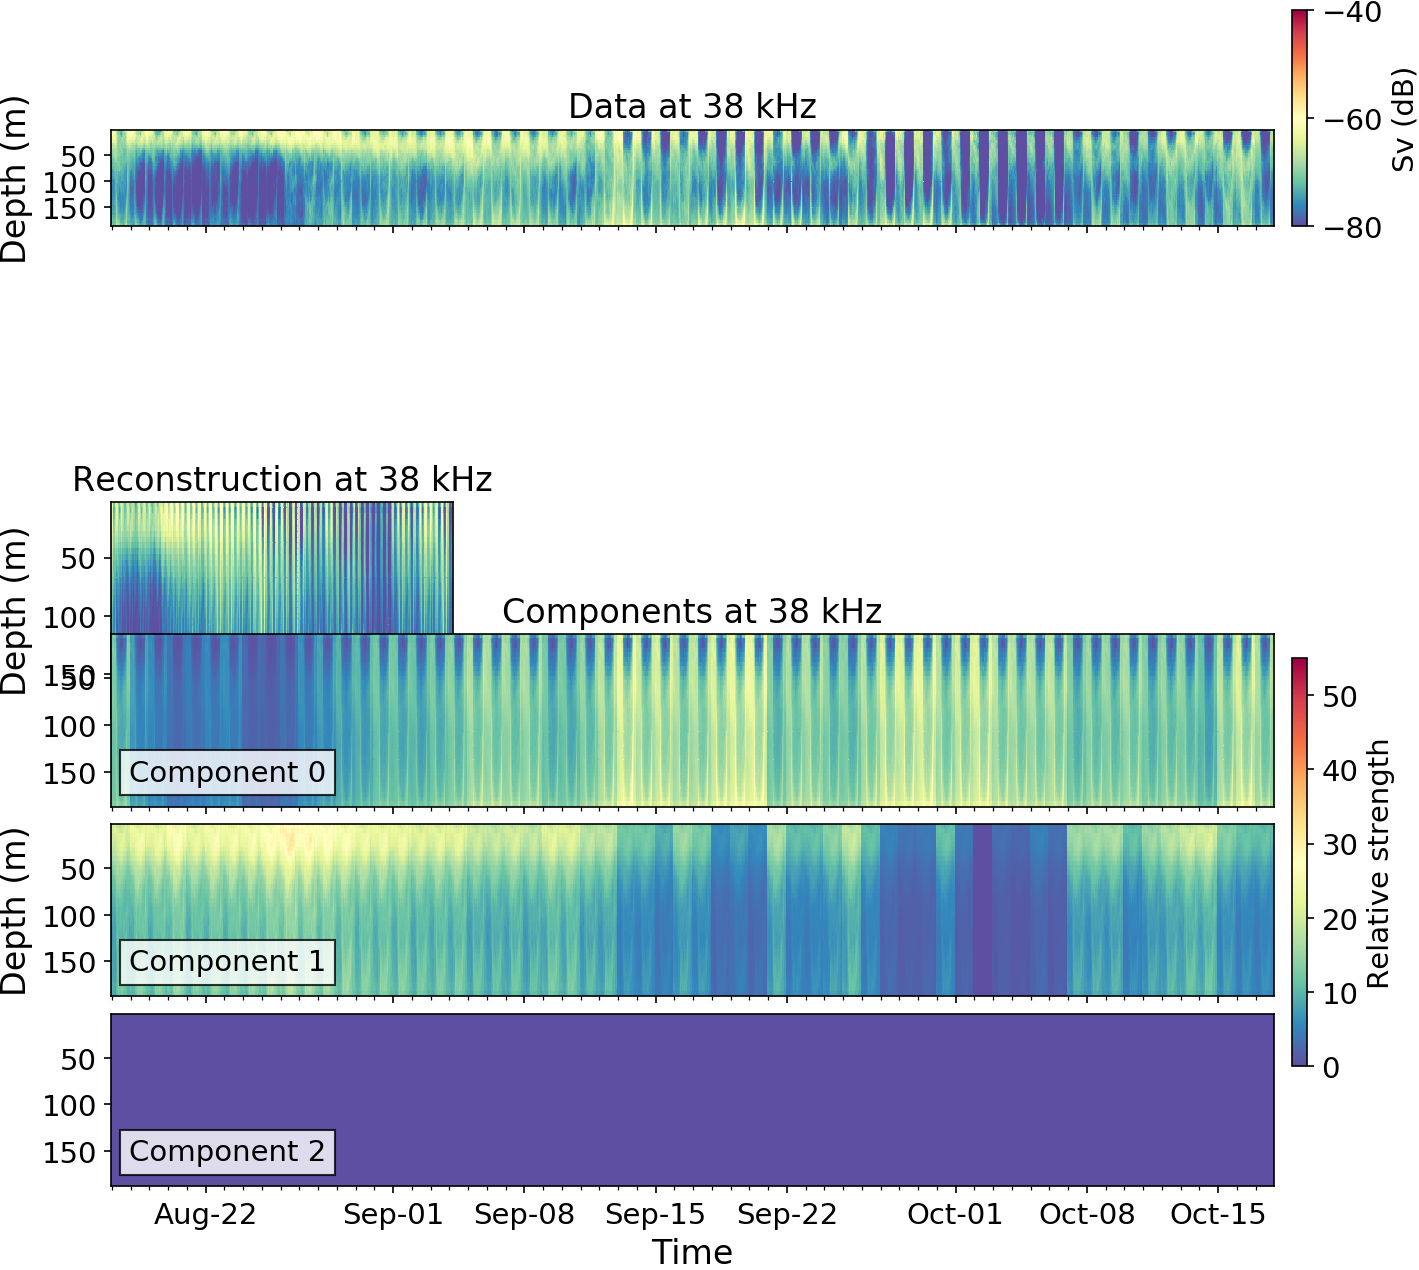 −40
Data at 38 kHz
Depth (m)
50
100
150
−60
−80
Sv (dB)
Reconstruction at 38 kHz
Depth (m)
50
100
150
Components at 38 kHz
50
100
150
Component 0
Depth (m)
50
100
150
Component 1
50
100
150
Component 2
50
40
30
20
10
0
Relative strength
Aug-22 Sep-01 Sep-08 Sep-15 Sep-22 Oct-01 Oct-08 Oct-15
Time